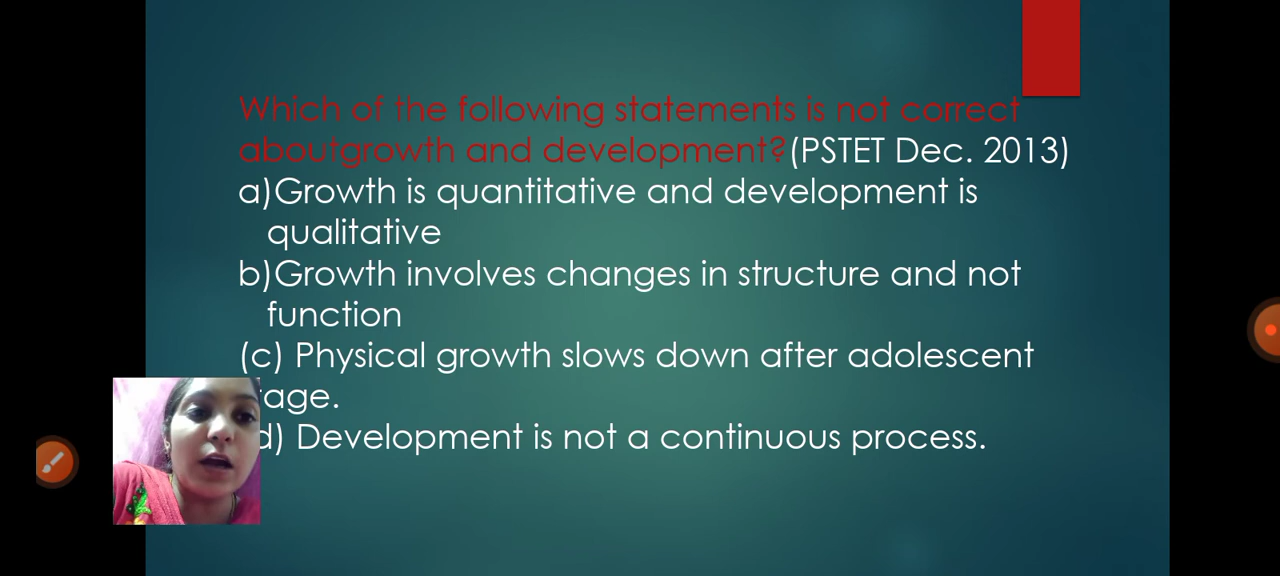 Which of the following statements is not correct
aboutgrowth and development?(PSTET Dec. 2013)
a)Growth is quantitative and development is
qualitative
b)Growth involves changes in structure and not
function
(c) Physical growth slows down after adolescent
age.
d) Development is not a continuous process.